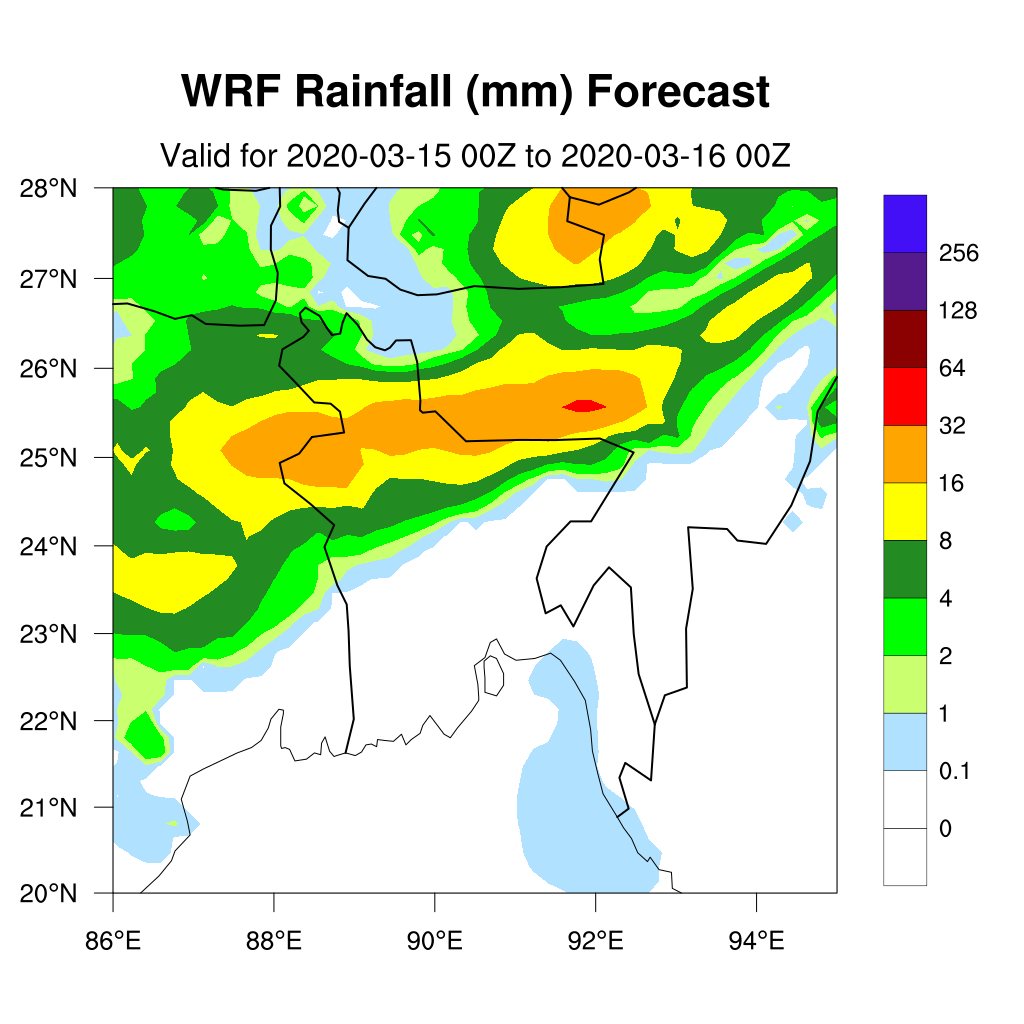 WRF Rainfall (mm) Forecast
Valid for 2020-03-15 00Z to 2020-03-16 00Z
28°N
27°N
26°N
25°N
24°N
23°N
22°N
21°N
20°N
86°E 88°E 90°E 92°E 94°E
256
128
64
32
16
8
4
2
1
0.1
0